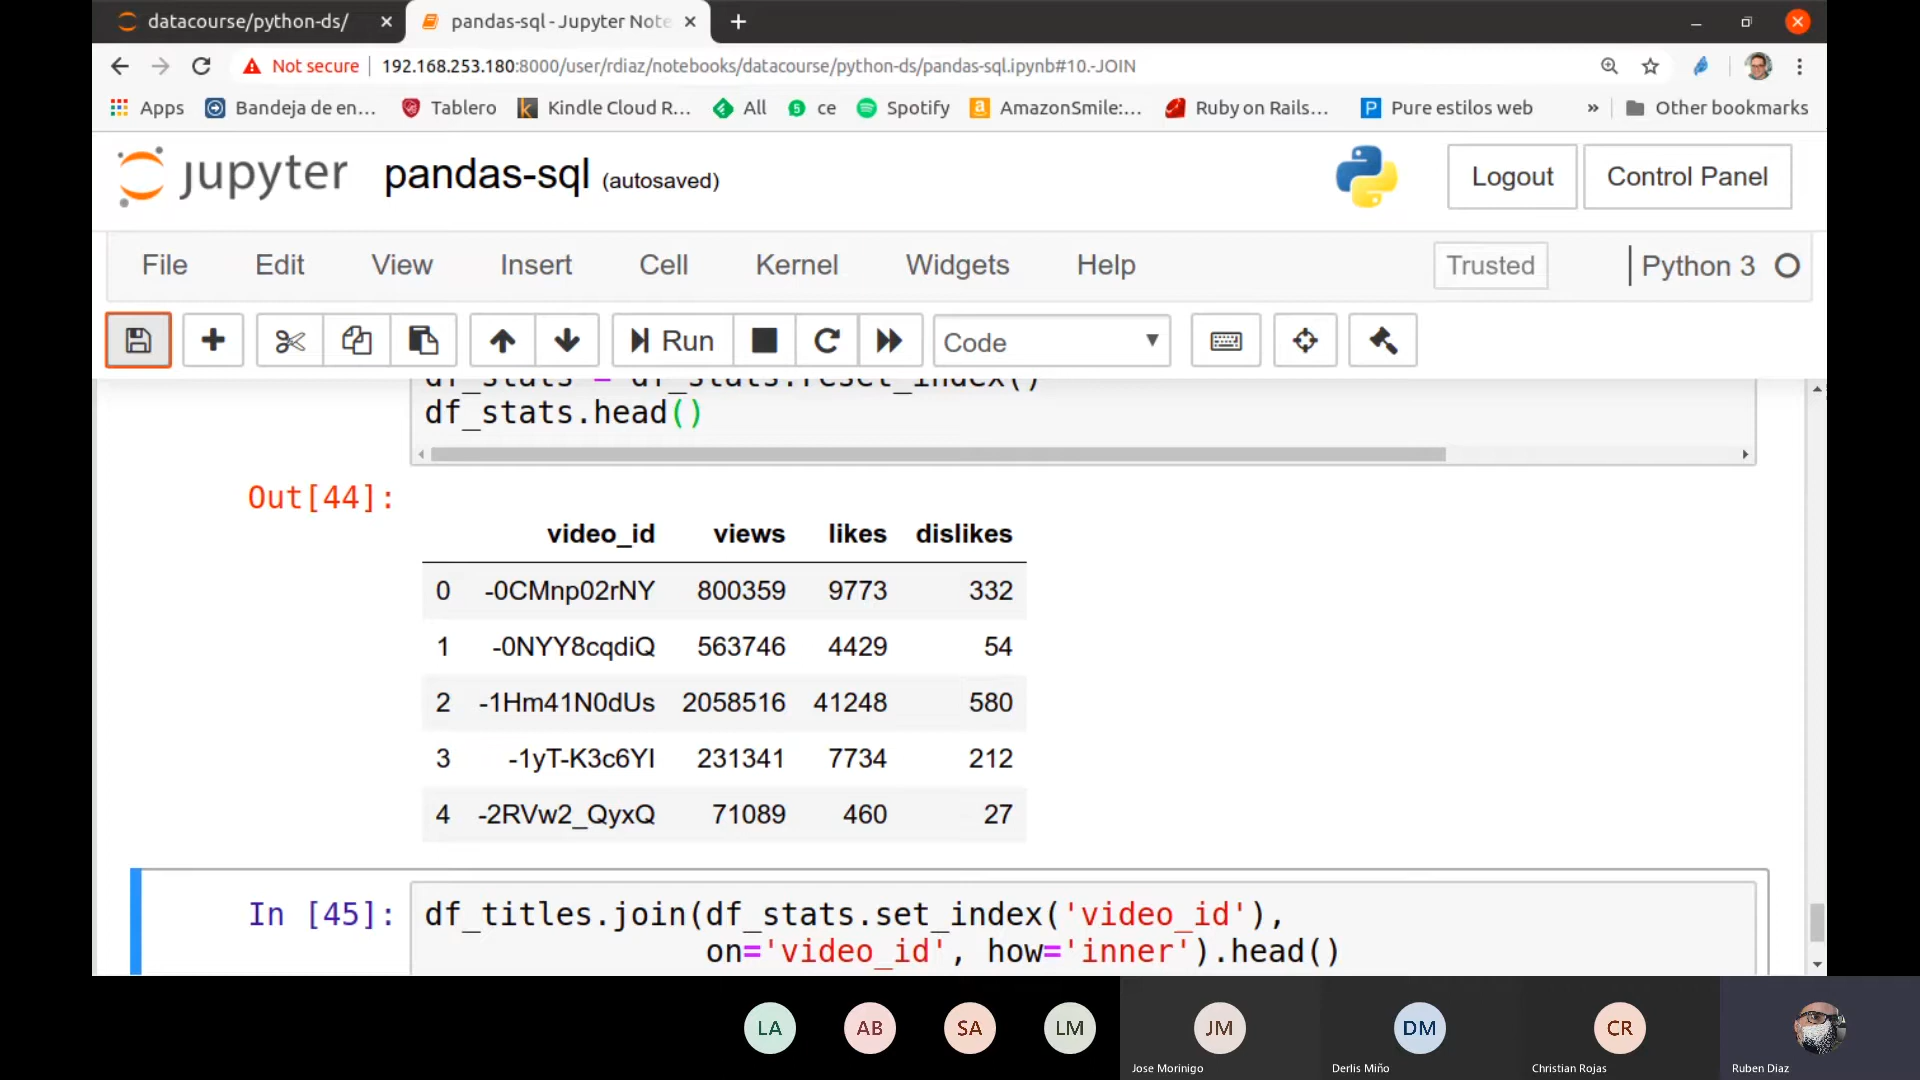 datacourse/python-ds/
pandas-sql - Jupyter Note
Not secure
192.168.253.180:8000/user/rdiaz/notebooks/datacourse/python-ds/pandas-sql.ipynb#10.-JOIN
Apps
Bandeja de en...
Tablero
Kindle Cloud R...
All
ce
Spotify
AmazonSmile:...
Ruby on Rails...
Pure estilos web
»
Other bookmarks
jupyter
pandas-sql (autosaved)
Logout
Control Panel
File Edit View Insert Cell Kernel Widgets Help
Trusted
Python 3
Run
Code
df_stats = df_stats.reset_index()
df_stats.head()
Out[44]:
video_id views likes dislikes
0 -0CMnp02rNY 800359 9773 332
1 -0NYY8cqdiQ 563746 4429 54
2 -1Hm41N0dUs 2058516 41248 580
3 -1yT-K3c6YI 231341 7734 212
4 -2RVw2_QyxQ 71089 460 27
In [45]:
df_titles.join(df_stats.set_index('video_id'),
on='video_id', how='inner').head()
LA
AB
SA
LM
JM
DM
CR
Jose Morinigo
Derlis Miño
Christian Rojas
Ruben Diaz